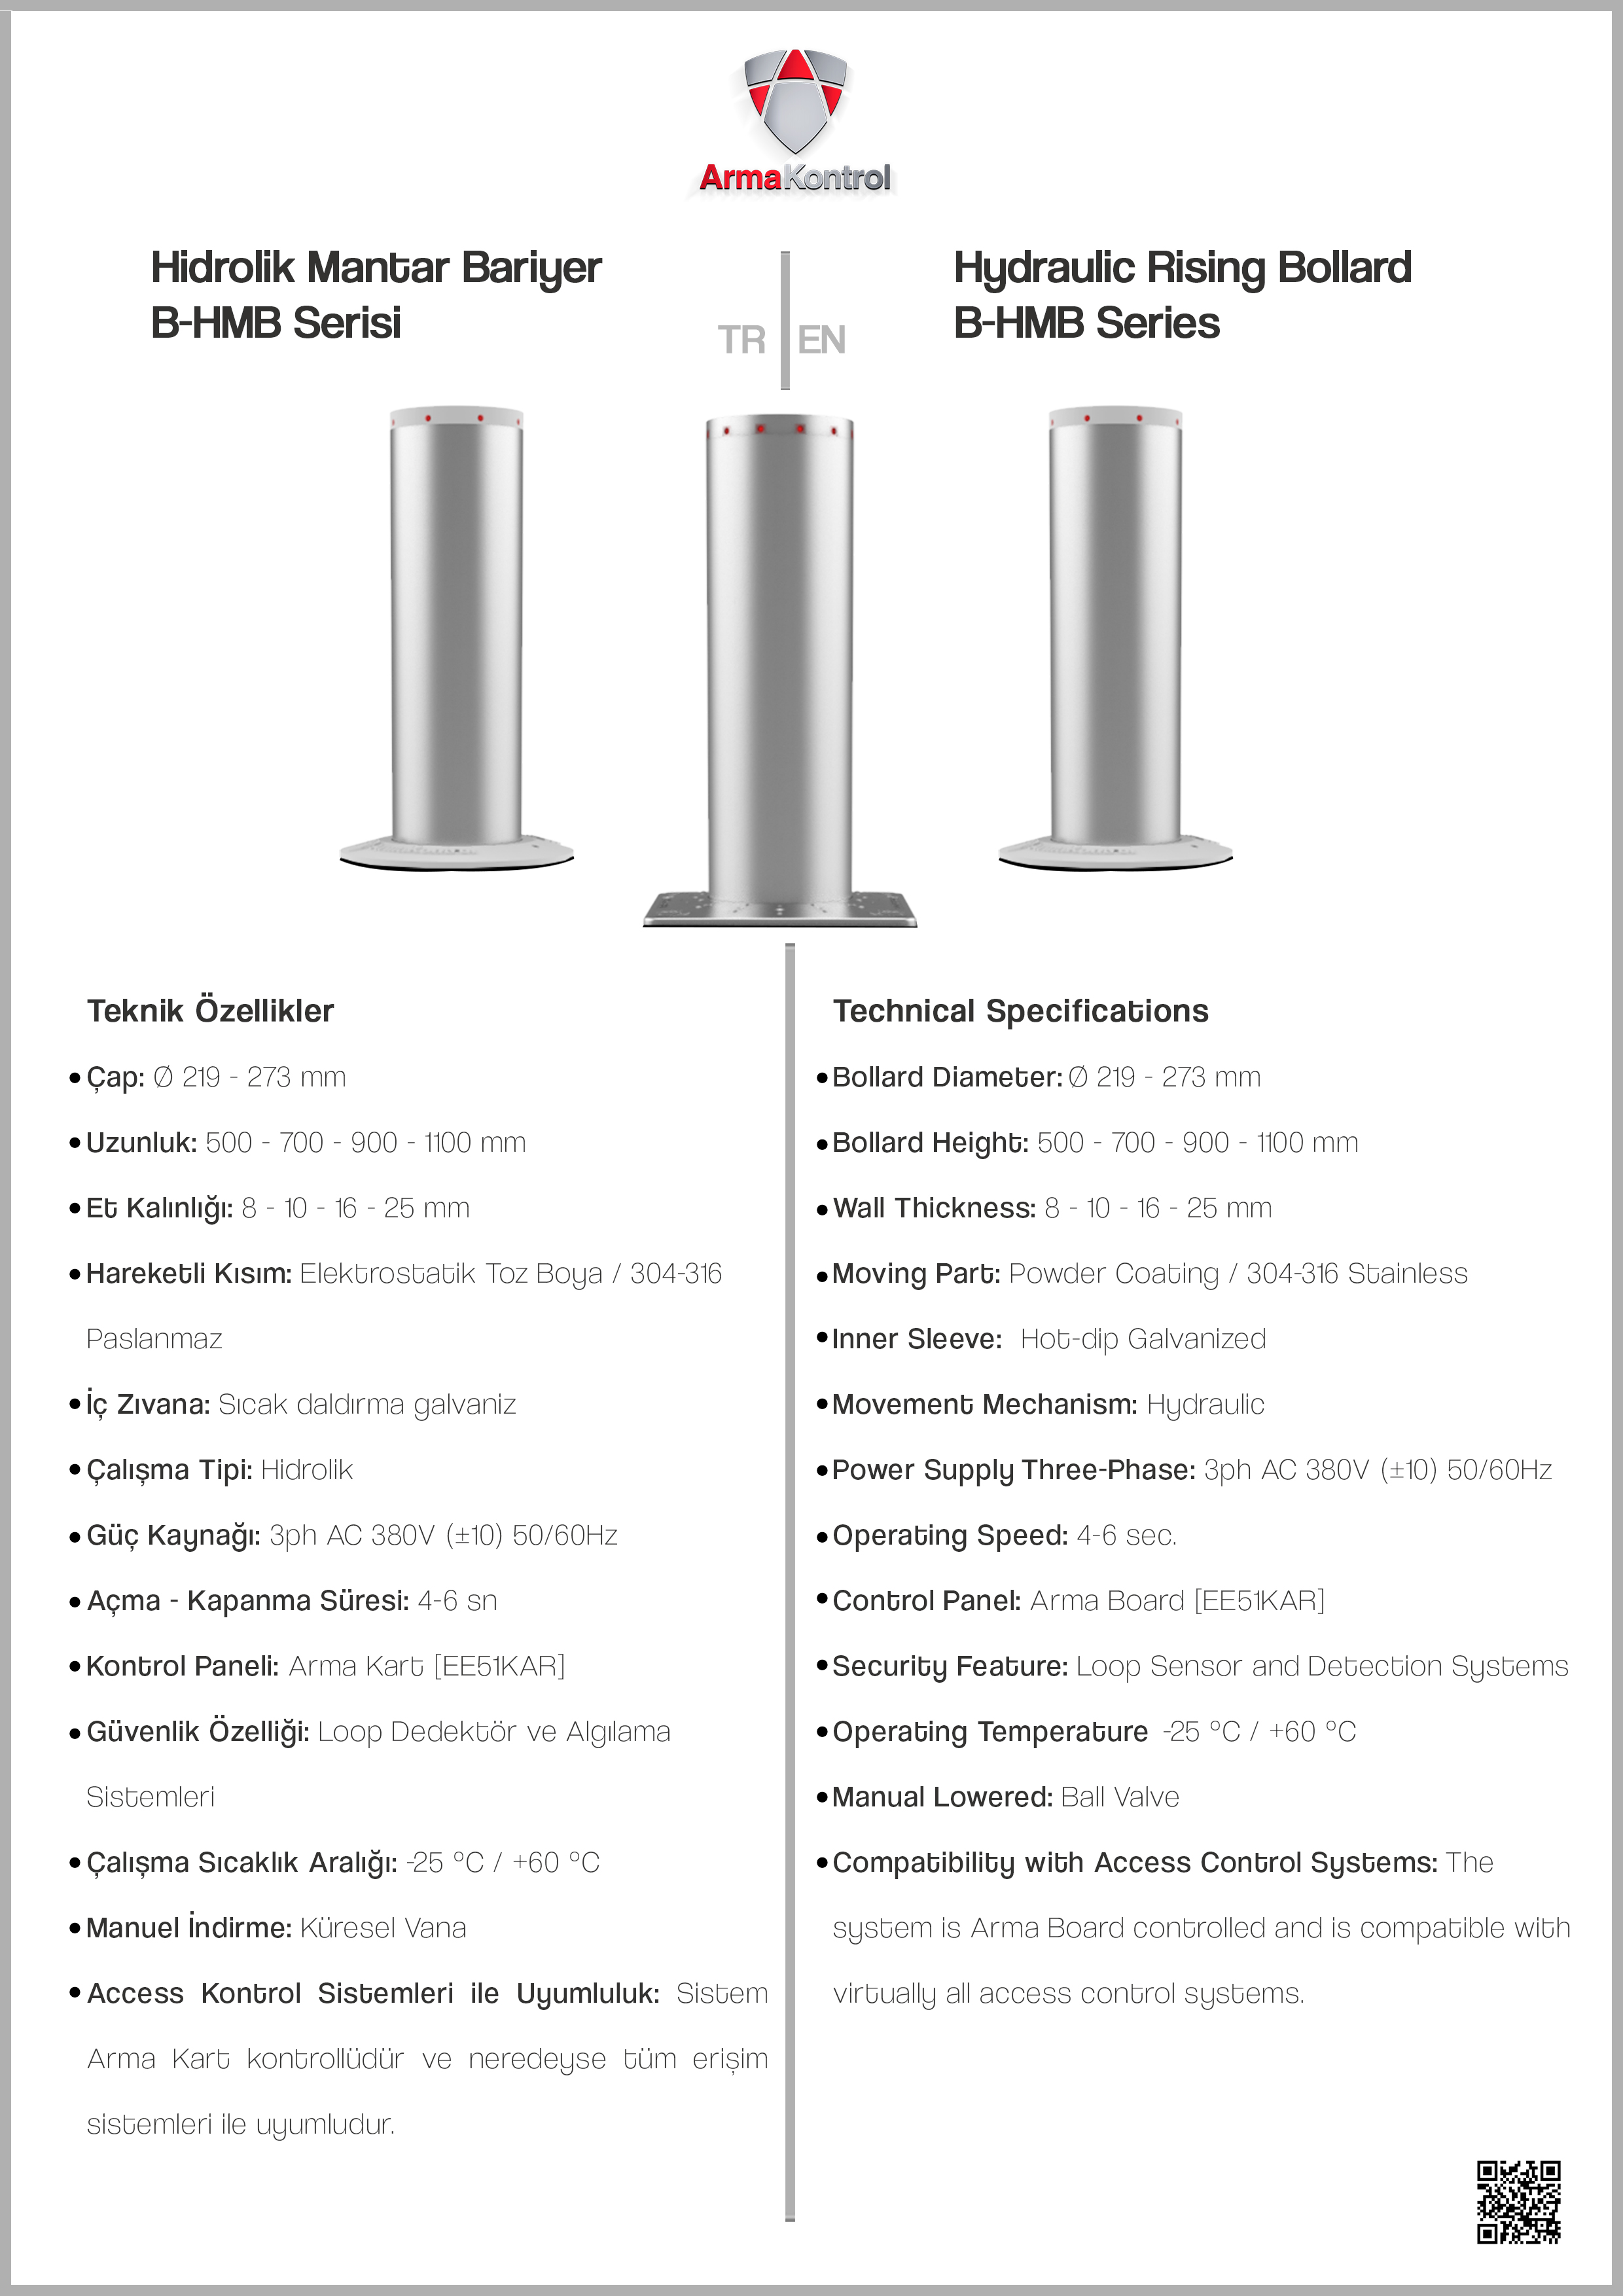 ArmaKontrol
Hidrolik Mantar Bariyer
B-HMB Serisi
TR
EN
Hydraulic Rising Bollard
B-HMB Series
Teknik Özellikler
•Çap: Ø 219 - 273 mm
•Uzunluk: 500 - 700 - 900 - 1100 mm
•Et Kalınlığı: 8 - 10 - 16 - 25 mm
•Hareketli Kısım: Elektrostatik Toz Boya / 304-316
Paslanmaz
•İç Zıvana: Sıcak daldırma galvaniz
•Çalışma Tipi: Hidrolik
•Güç Kaynağı: 3ph AC 380V (±10) 50/60Hz
•Açma - Kapanma Süresi: 4-6 sn
•Kontrol Paneli: Arma Kart [EE51KAR]
•Güvenlik Özelliği: Loop Dedektör ve Algılama
Sistemleri
•Çalışma Sıcaklık Aralığı: -25 °C / +60 °C
•Manuel İndirme: Küresel Vana
•Access Kontrol Sistemleri ile Uyumluluk: Sistem
Arma Kart kontrollüdür ve neredeyse tüm erişim
sistemleri ile uyumludur.
Technical Specifications
•Bollard Diameter: Ø 219 - 273 mm
•Bollard Height: 500 - 700 - 900 - 1100 mm
•Wall Thickness: 8 - 10 - 16 - 25 mm
•Moving Part: Powder Coating / 304-316 Stainless
•Inner Sleeve: Hot-dip Galvanized
•Movement Mechanism: Hydraulic
•Power Supply Three-Phase: 3ph AC 380V (±10) 50/60Hz
•Operating Speed: 4-6 sec.
•Control Panel: Arma Board [EE51KAR]
•Security Feature: Loop Sensor and Detection Systems
•Operating Temperature -25 °C / +60 °C
•Manual Lowered: Ball Valve
•Compatibility with Access Control Systems: The
system is Arma Board controlled and is compatible with
virtually all access control systems.